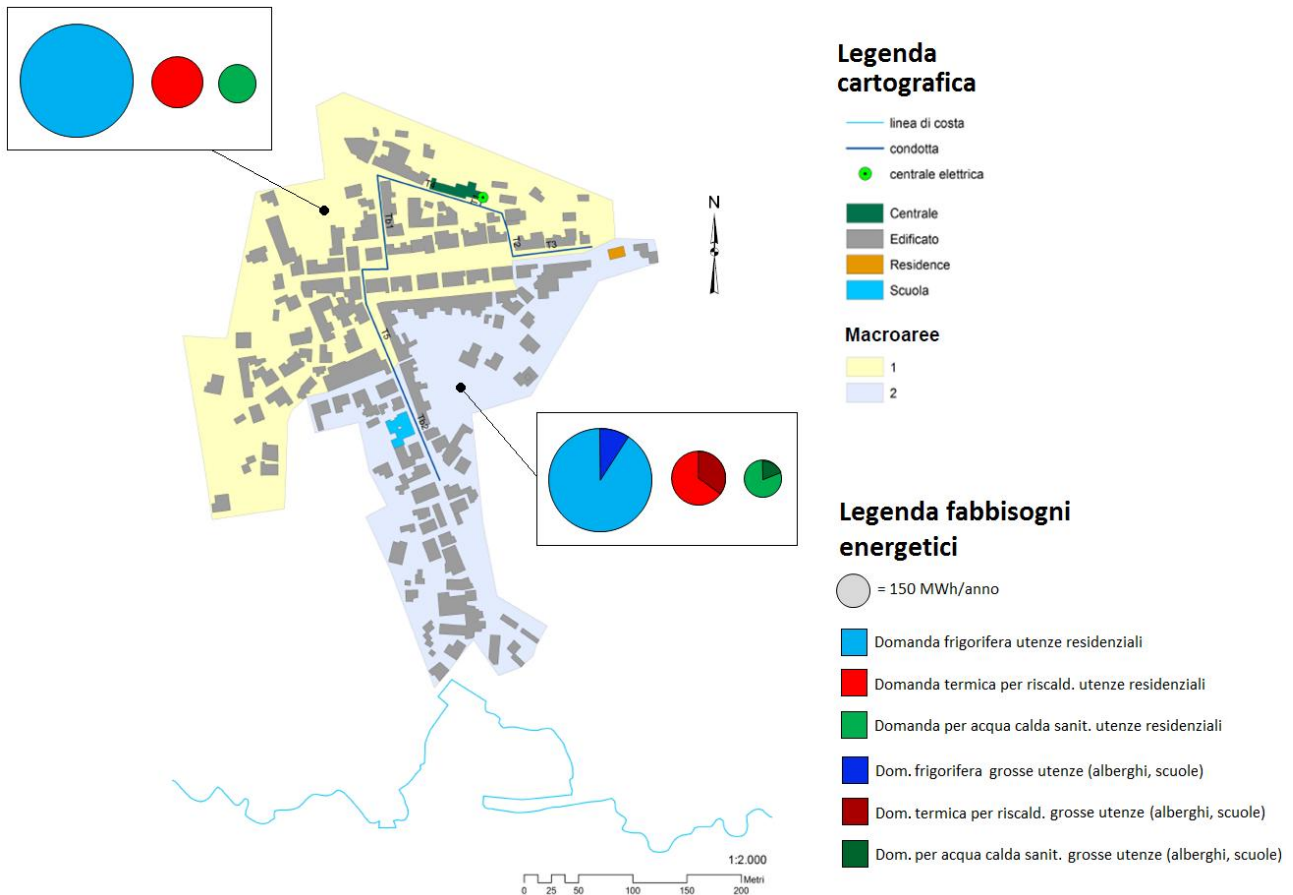 Legenda
cartografica
linea di costa
condotta
centrale elettrica
Centrale
Edificato
Residence
Scuola
Macroaree
1
2
N
Tb1
T2
T3
T5
Tb2
Legenda fabbisogni
energetici
= 150 MWh/anno
Domanda frigorifera utenze residenziali
Domanda termica per riscald. utenze residenziali
Domanda per acqua calda sanit. utenze residenziali
Dom. frigorifera grosse utenze (alberghi, scuole)
Dom. termica per riscald. grosse utenze (alberghi, scuole)
Dom. per acqua calda sanit. grosse utenze (alberghi, scuole)
1:2.000
Metri
0 25 50 100 150 200